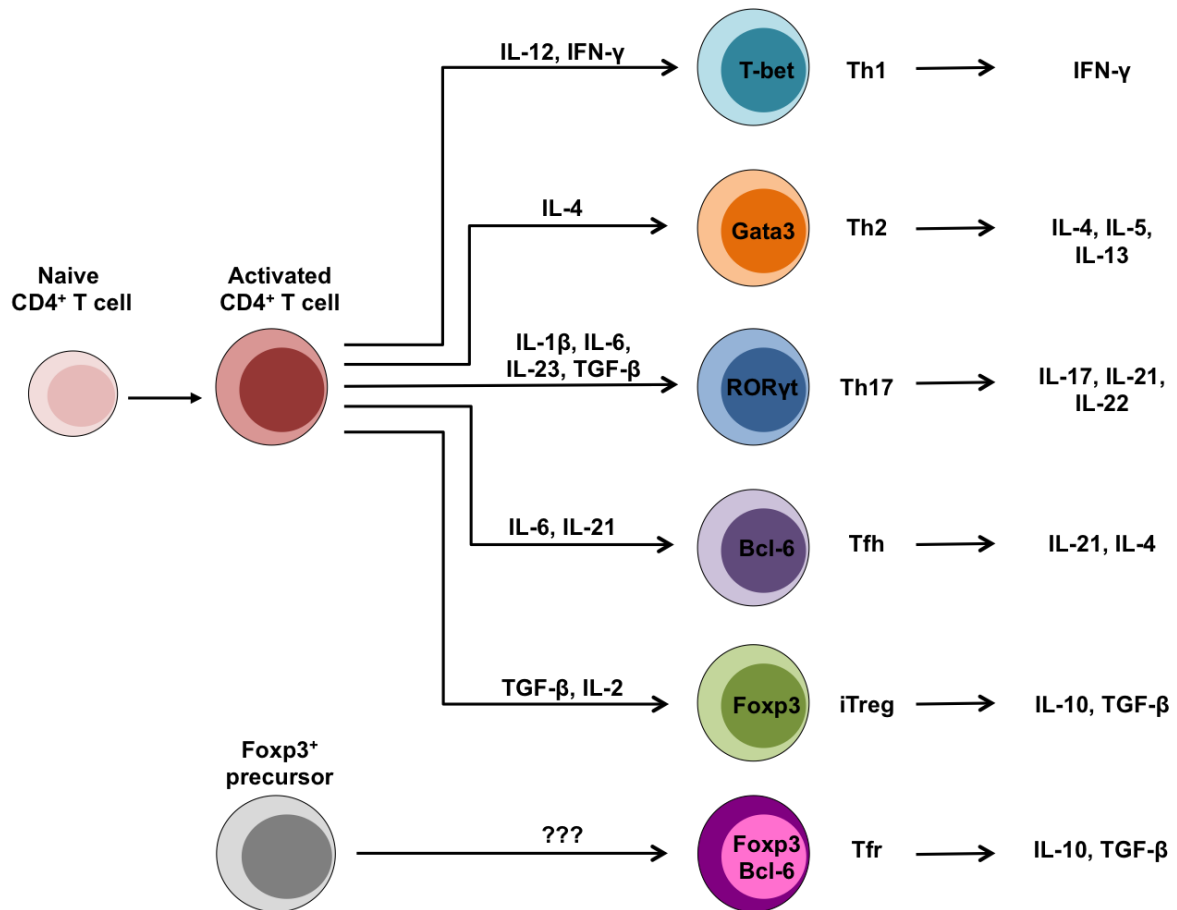 IL-12, IFN-γ
T-bet
Th1
IFN-γ
IL-4
Gata3
Th2
IL-4, IL-5,
IL-13
Naive
CD4+ T cell
Activated
CD4+ T cell
IL-1β, IL-6,
IL-23, TGF-β
RORγt
Th17
IL-17, IL-21,
IL-22
IL-6, IL-21
Bcl-6
Tfh
IL-21, IL-4
TGF-β, IL-2
Foxp3
iTreg
IL-10, TGF-β
Foxp3+
precursor
???
Foxp3
Bcl-6
Tfr
IL-10, TGF-β